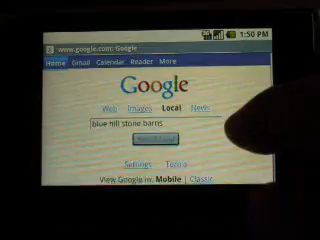 1:50 PM
www.google.com: Google
Home Gmail Calendar Reader More
Google
Web Images Local News
blue hill stone barns
Settings Terms
View Google in: Mobile | Classic